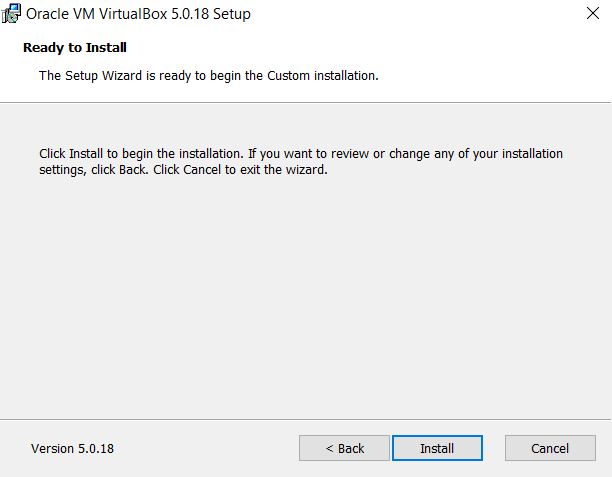 Oracle VM VirtualBox 5.0.18 Setup
Ready to Install
The Setup Wizard is ready to begin the Custom installation.
Click Install to begin the installation. If you want to review or change any of your installation
settings, click Back. Click Cancel to exit the wizard.
Version 5.0.18
< Back
Install
Cancel